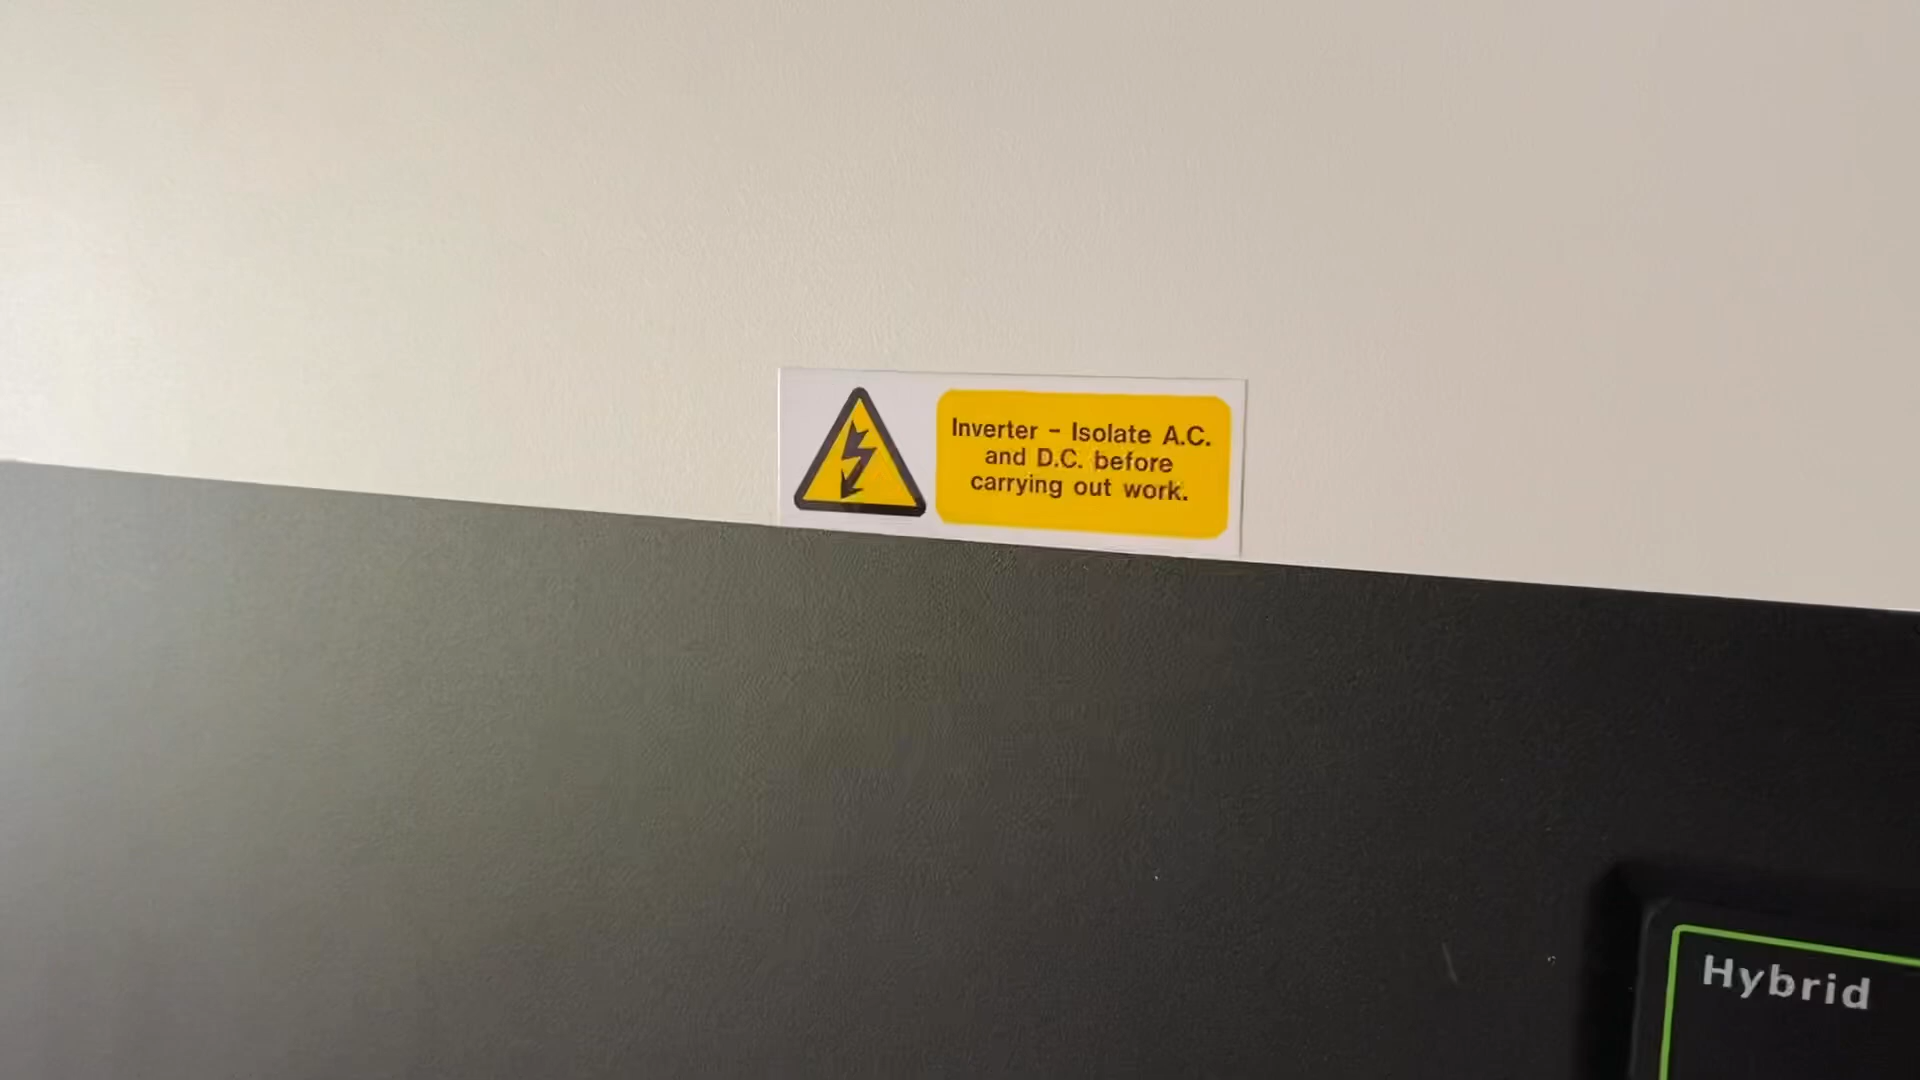 Inverter - Isolate A.C.
and D.C. before
carrying out work.
Hybrid